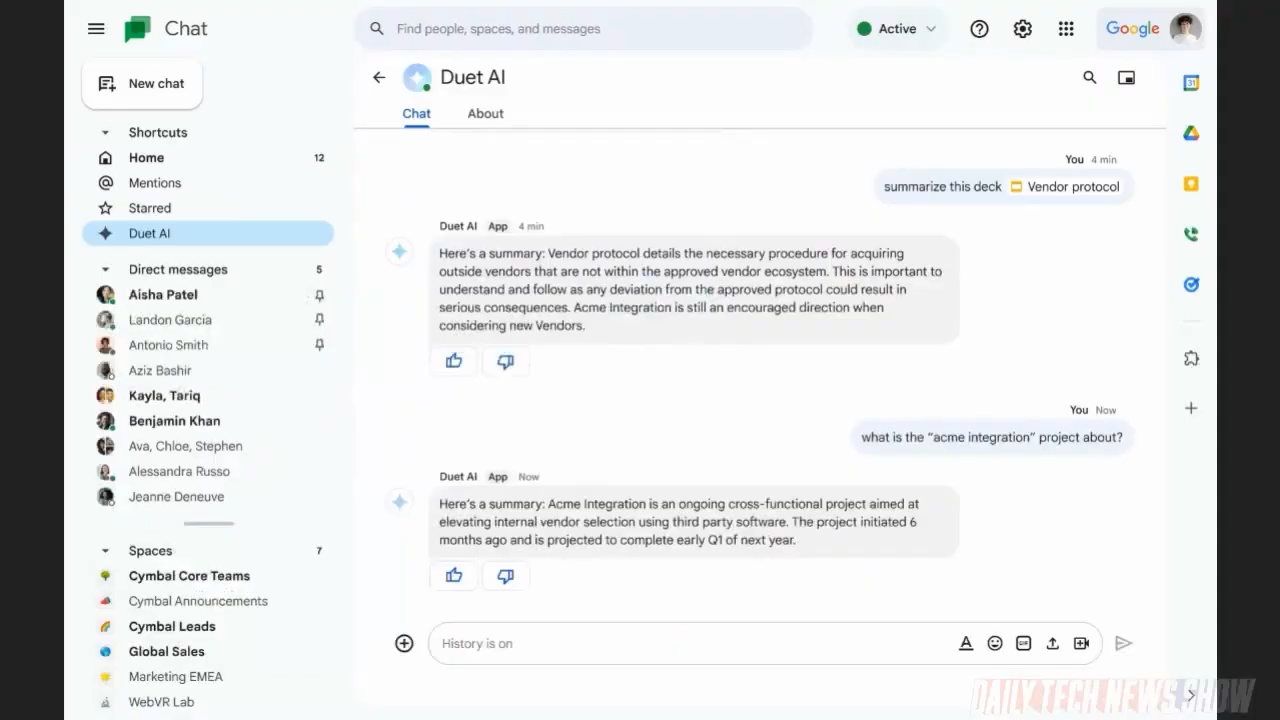 Chat
Find people, spaces, and messages
Active
Google
New chat
Shortcuts
Home 12
Mentions
Starred
Duet AI
Direct messages 5
Aisha Patel
Landon Garcia
Antonio Smith
Aziz Bashir
Kayla, Tariq
Benjamin Khan
Ava, Chloe, Stephen
Alessandra Russo
Jeanne Deneuve
Spaces 7
Cymbal Core Teams
Cymbal Announcements
Cymbal Leads
Global Sales
Marketing EMEA
WebVR Lab
Duet AI
Chat About
You 4 min
summarize this deck Vendor protocol
Duet AI App 4 min
Here's a summary: Vendor protocol details the necessary procedure for acquiring
outside vendors that are not within the approved vendor ecosystem. This is important to
understand and follow as any deviation from the approved protocol could result in
serious consequences. Acme Integration is still an encouraged direction when
considering new Vendors.
You Now
what is the “acme integration” project about?
Duet AI App Now
Here's a summary: Acme Integration is an ongoing cross-functional project aimed at
elevating internal vendor selection using third party software. The project initiated 6
months ago and is projected to complete early Q1 of next year.
History is on
GIF
31
DAILY TECH NEWS SHOW